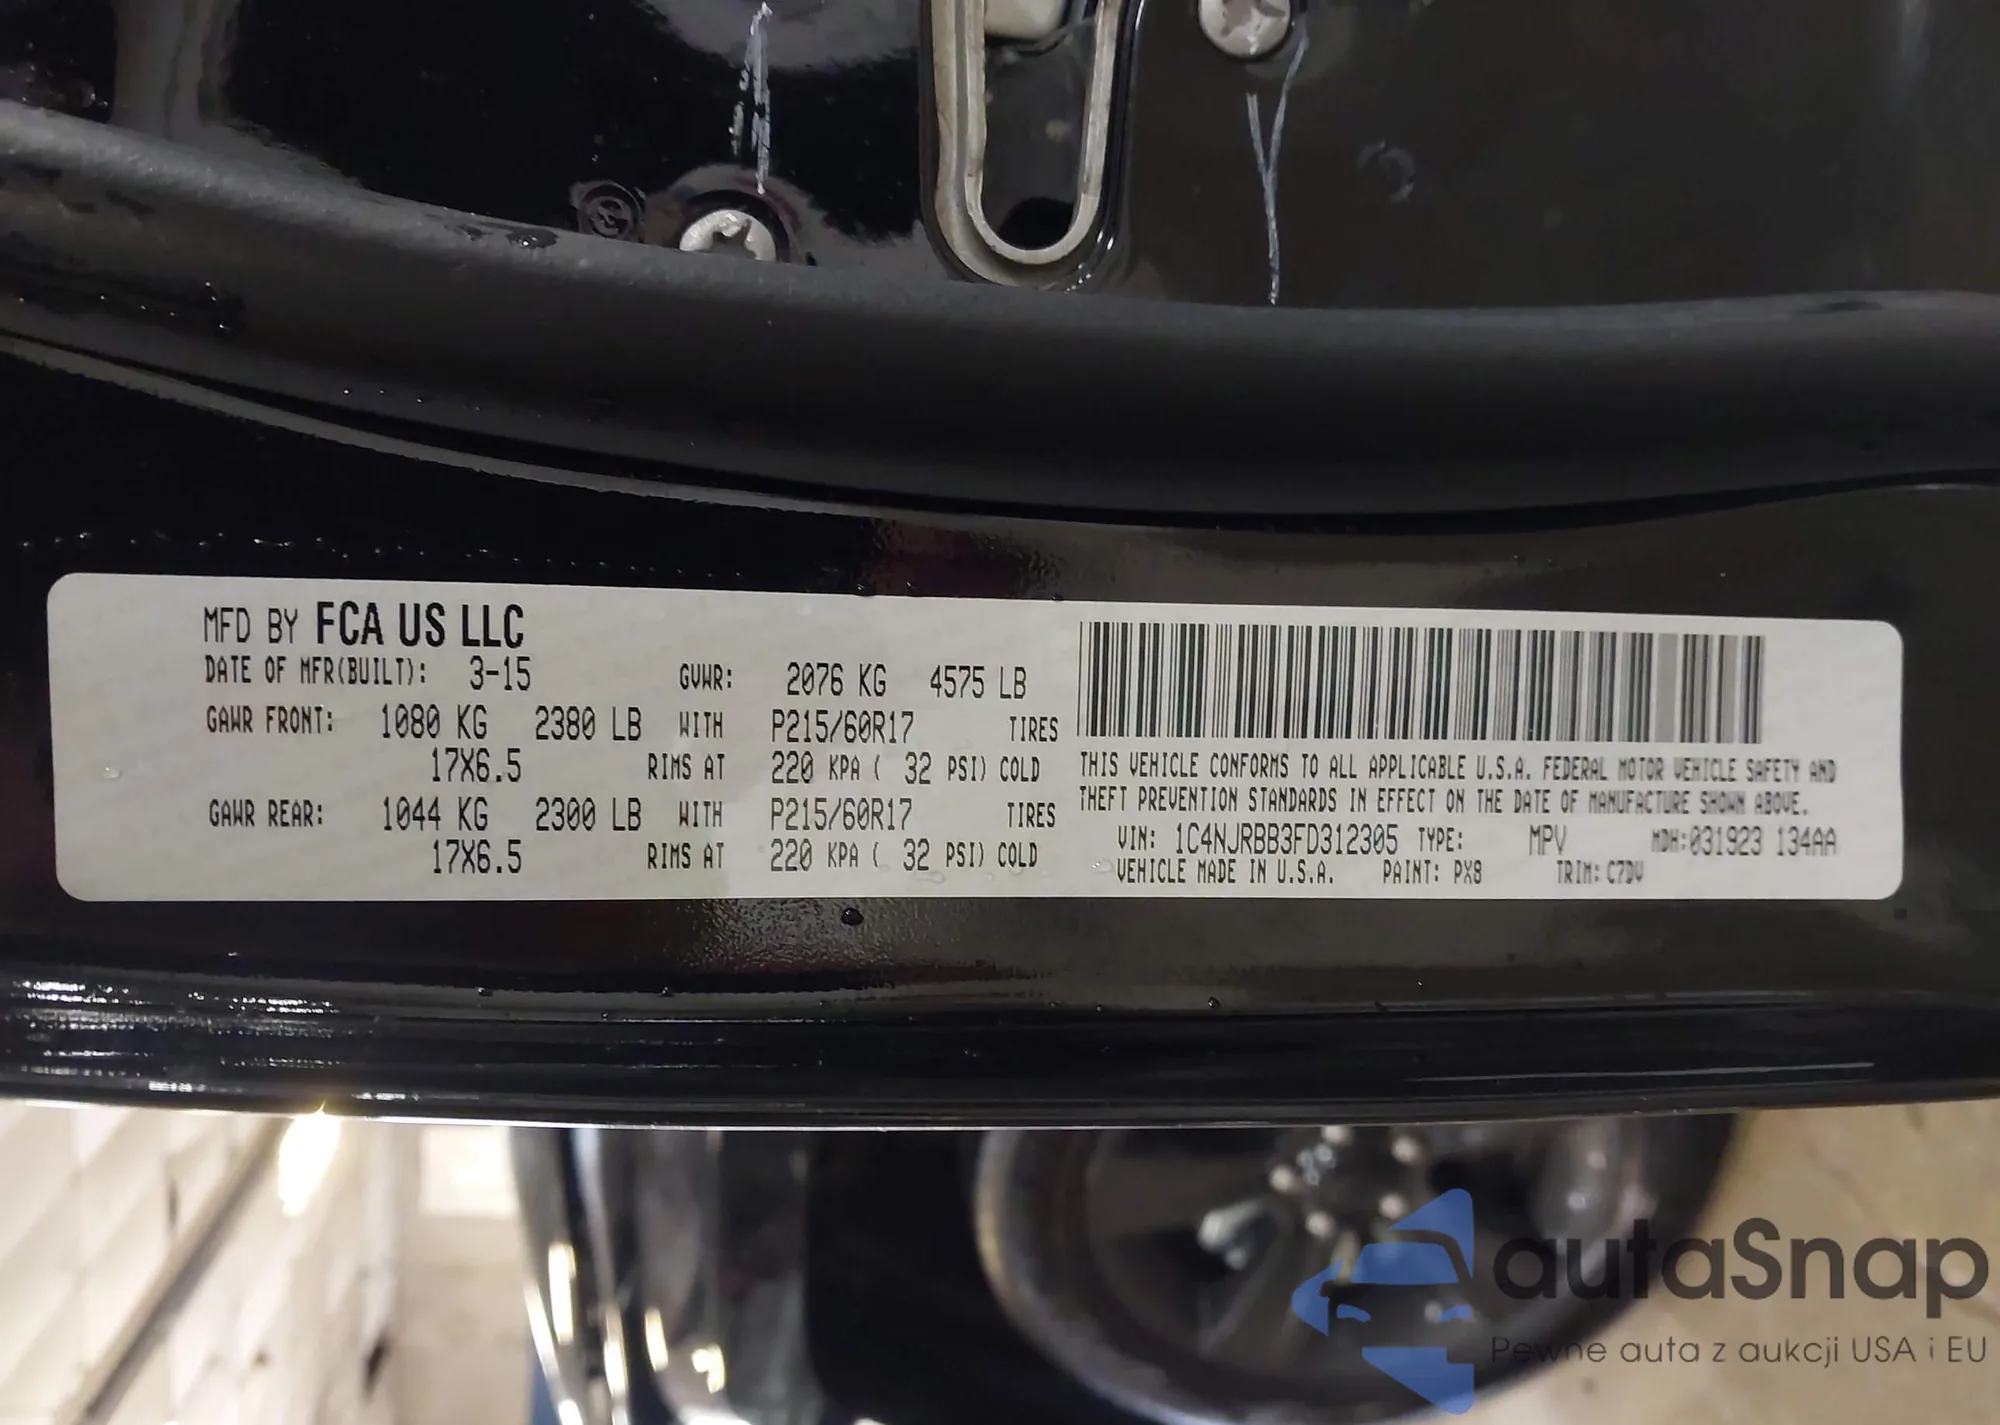 MFD BY FCA US LLC
DATE OF MFR(BUILT): 3-15 GVWR: 2076 KG 4575 LB
GAWR FRONT: 1080 KG 2380 LB WITH P215/60R17 TIRES
17X6.5 RIMS AT 220 KPA ( 32 PSI) COLD
GAWR REAR: 1044 KG 2300 LB WITH P215/60R17 TIRES
17X6.5 RIMS AT 220 KPA ( 32 PSI) COLD
THIS VEHICLE CONFORMS TO ALL APPLICABLE U.S.A. FEDERAL MOTOR VEHICLE SAFETY AND
THEFT PREVENTION STANDARDS IN EFFECT ON THE DATE OF MANUFACTURE SHOWN ABOVE.
VIN: 1C4NJRBB3FD312305 TYPE: MPV MDH:031923 134AA
VEHICLE MADE IN U.S.A. PAINT: PX8 TRIM: C7DV
autaSnap
Pewne auta z aukcji USA i EU